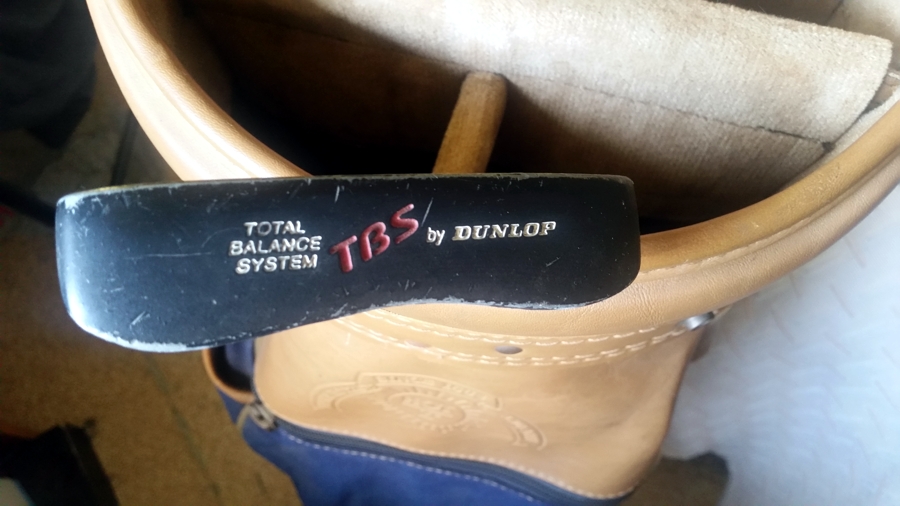 TOTAL
BALANCE
SYSTEM
TBS by DUNLOP